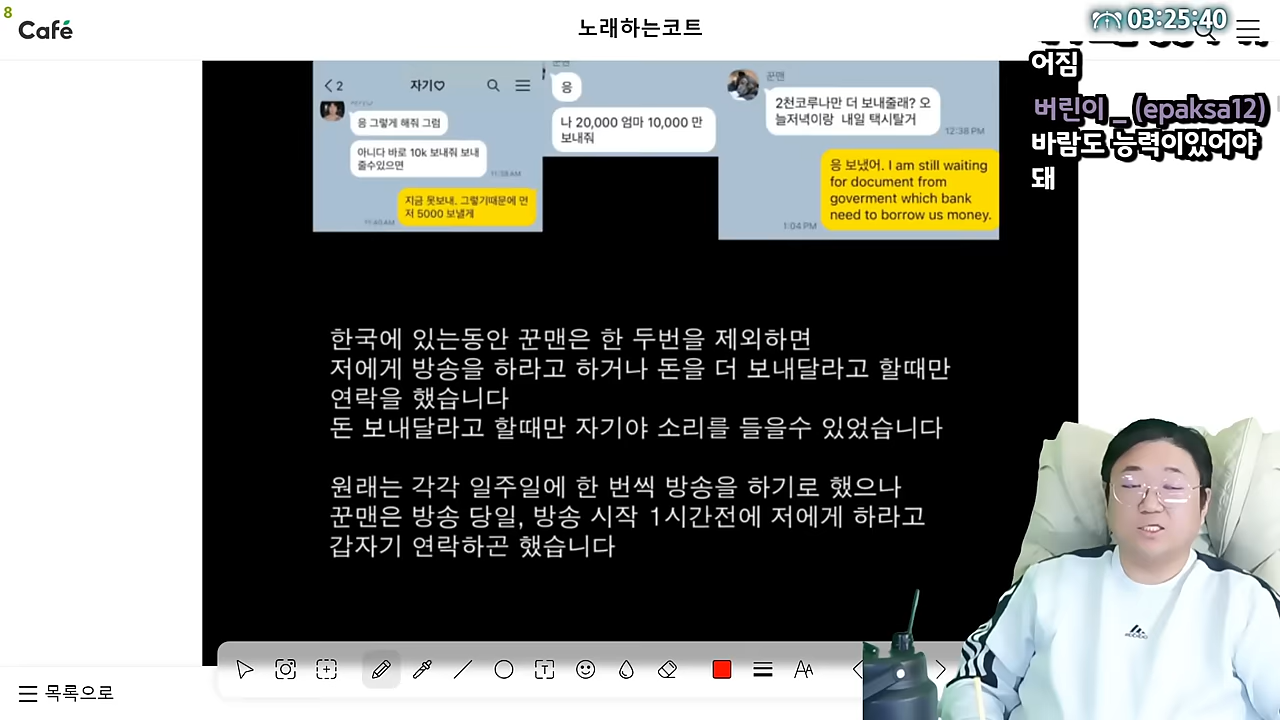 8
Café
노래하는코트
03:25:40
어짐
버린이 _ (epaksa12)
바람도 능력이있어야
돼
2
자기♡
응 그렇게 해줘 그럼
아니다 바로 10k 보내줘 보내
줄수있으면
11:38 AM
지금 못보내. 그렇기때문에 먼
저 5000 보낼게
11:40 AM
응
나 20,000 엄마 10,000 만
보내줘
꾼맨
2천코루나만 더 보내줄래? 오
늘저녁이랑 내일 택시탈거
12:38 PM
응 보냈어. I am still waiting
for document from
goverment which bank
need to borrow us money.
1:04 PM
한국에 있는동안 꾼맨은 한 두번을 제외하면
저에게 방송을 하라고 하거나 돈을 더 보내달라고 할때만
연락을 했습니다
돈 보내달라고 할때만 자기야 소리를 들을수 있었습니다
원래는 각각 일주일에 한 번씩 방송을 하기로 했으나
꾼맨은 방송 당일, 방송 시작 1시간전에 저에게 하라고
갑자기 연락하곤 했습니다
목록으로